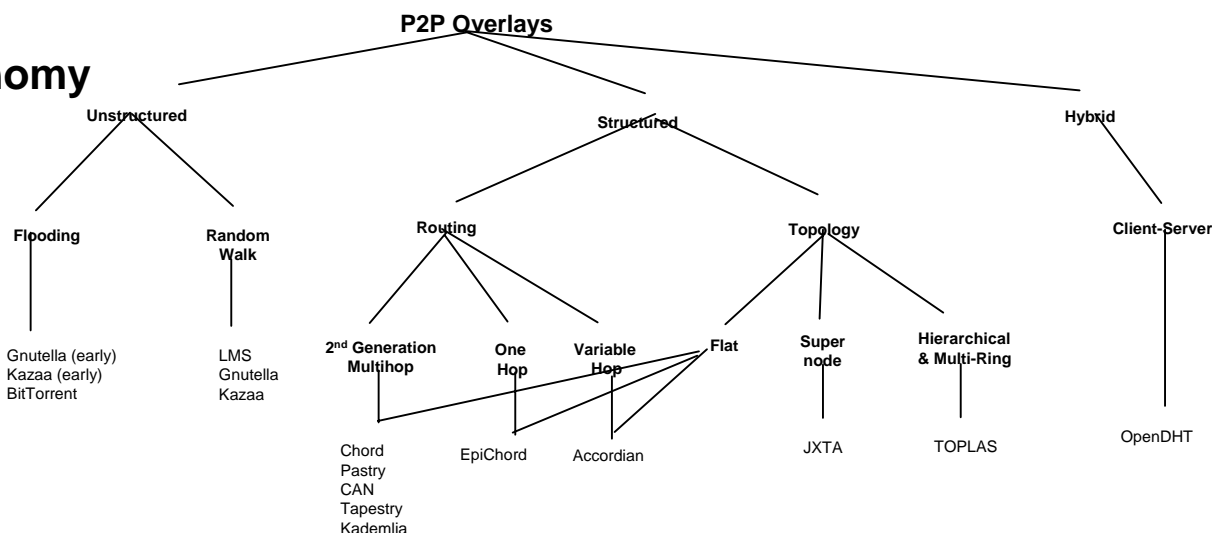 P2P Overlays
nomy
Unstructured
Structured
Hybrid
Flooding
Random
Walk
Routing
Topology
Client-Server
2nd Generation
Multihop
One
Hop
Variable
Hop
Flat
Super
node
Hierarchical
& Multi-Ring
Gnutella (early)
Kazaa (early)
BitTorrent
LMS
Gnutella
Kazaa
Chord
Pastry
CAN
Tapestry
Kademlia
EpiChord
Accordian
JXTA
TOPLAS
OpenDHT